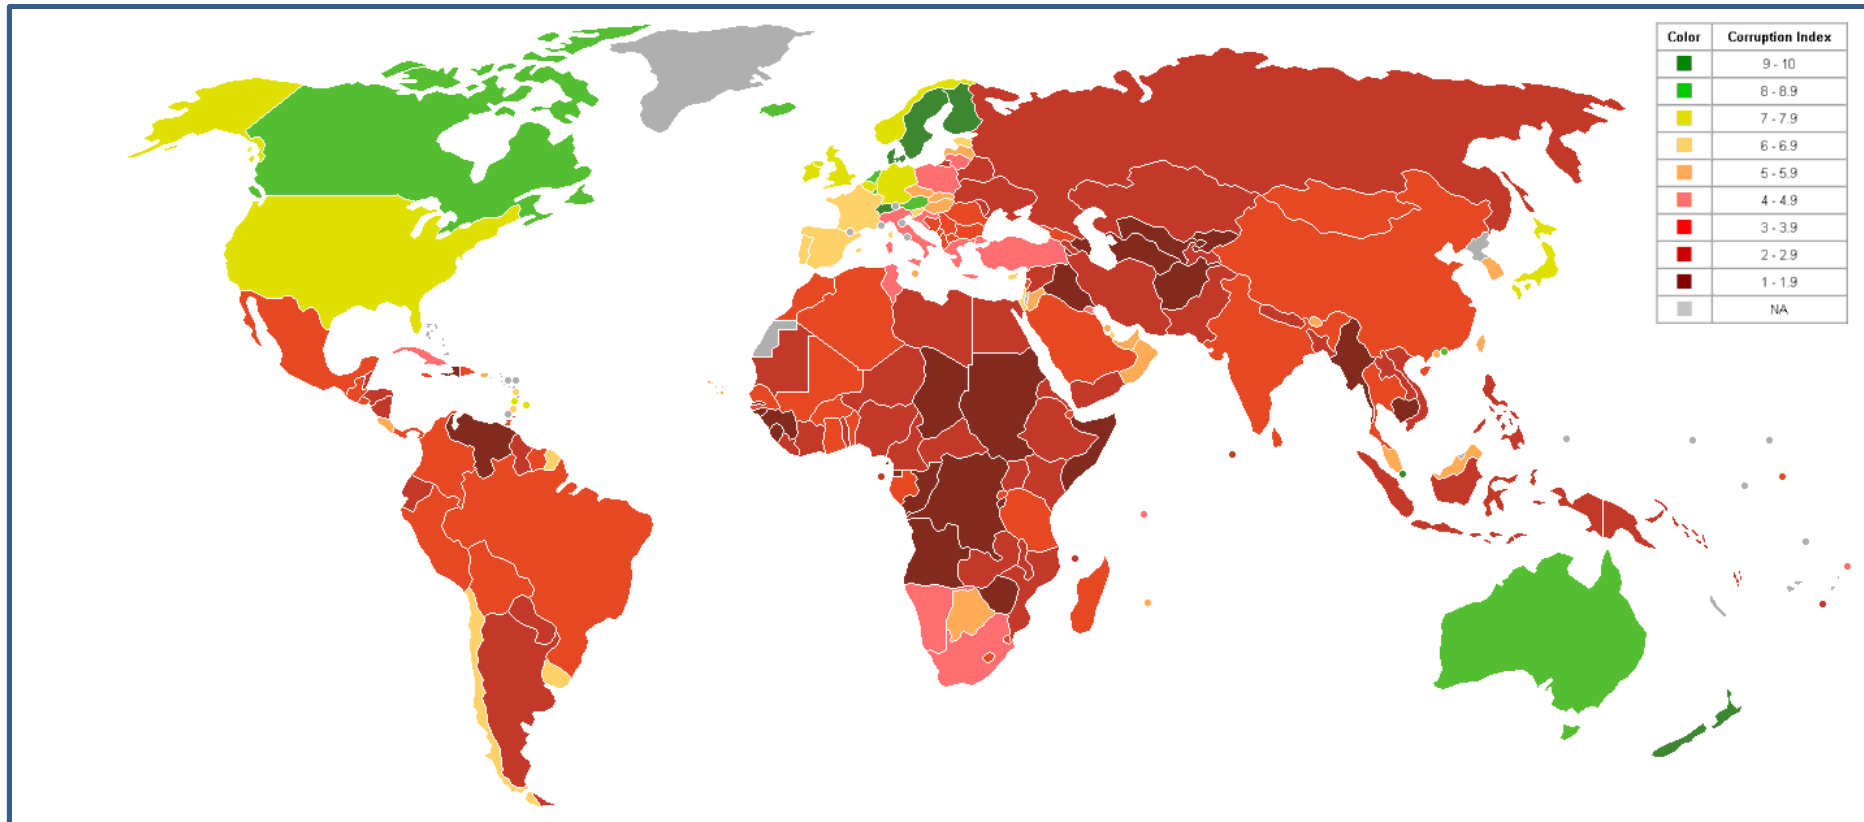 Color Corruption Index
9 - 10
8 - 8.9
7 - 7.9
6 - 6.9
5 - 5.9
4 - 4.9
3 - 3.9
2 - 2.9
1 - 1.9
NA